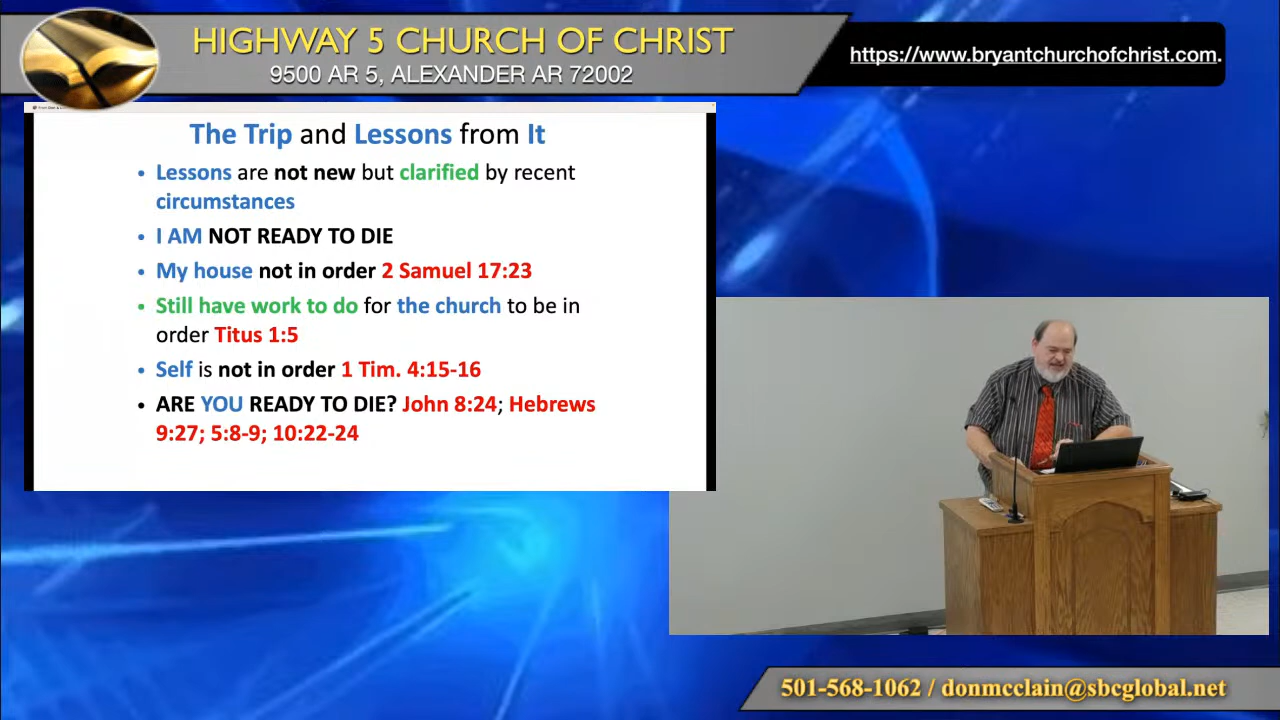 HIGHWAY 5 CHURCH OF CHRIST
9500 AR 5, ALEXANDER AR 72002
https://www.bryantchurchofchrist.com.
The Trip and Lessons from It
• Lessons are not new but clarified by recent
circumstances
• I AM NOT READY TO DIE
• My house not in order 2 Samuel 17:23
• Still have work to do for the church to be in
order Titus 1:5
• Self is not in order 1 Tim. 4:15-16
• ARE YOU READY TO DIE? John 8:24; Hebrews
9:27; 5:8-9; 10:22-24
501-568-1062 / donmcclain@sbcglobal.net